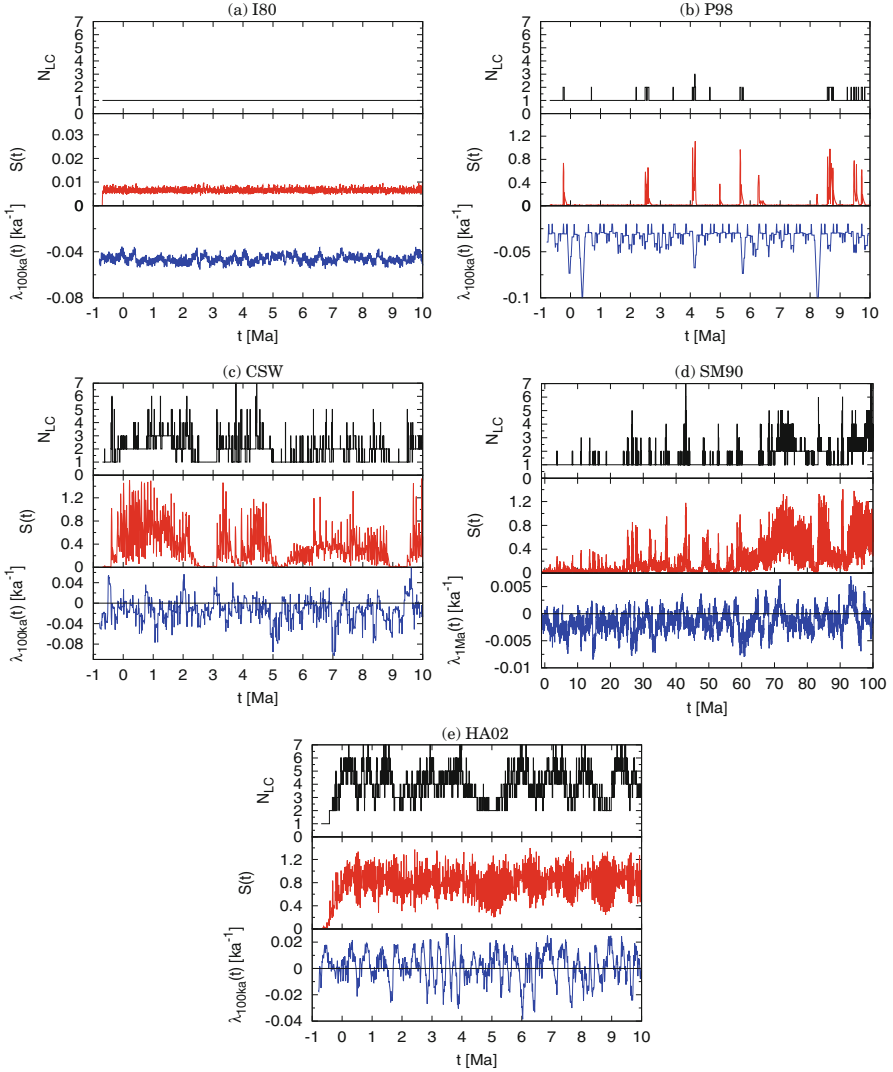 (a) I80
N_LC
7
6
5
4
3
2
1
0
S(t)
0.03
0.01
0
λ_100ka(t) [ka⁻¹]
-0.04
-0.08
-1 0 1 2 3 4 5 6 7 8 9 10
t [Ma]
(b) P98
N_LC
7
6
5
4
3
2
1
0
S(t)
1.2
0.8
0.4
0
λ_100ka(t) [ka⁻¹]
-0.05
-0.1
-1 0 1 2 3 4 5 6 7 8 9 10
t [Ma]
(c) CSW
N_LC
7
6
5
4
3
2
1
0
S(t)
1.2
0.8
0.4
0
λ_100ka(t) [ka⁻¹]
0.04
0
-0.04
-0.08
-1 0 1 2 3 4 5 6 7 8 9 10
t [Ma]
(d) SM90
N_LC
7
6
5
4
3
2
1
0
S(t)
1.2
0.8
0.4
0
λ_1Ma(t) [ka⁻¹]
0.005
0
-0.005
-0.01
0 10 20 30 40 50 60 70 80 90 100
t [Ma]
(e) HA02
N_LC
7
6
5
4
3
2
1
0
S(t)
1.2
0.8
0.4
0
λ_100ka(t) [ka⁻¹]
0.02
0
-0.02
-0.04
-1 0 1 2 3 4 5 6 7 8 9 10
t [Ma]